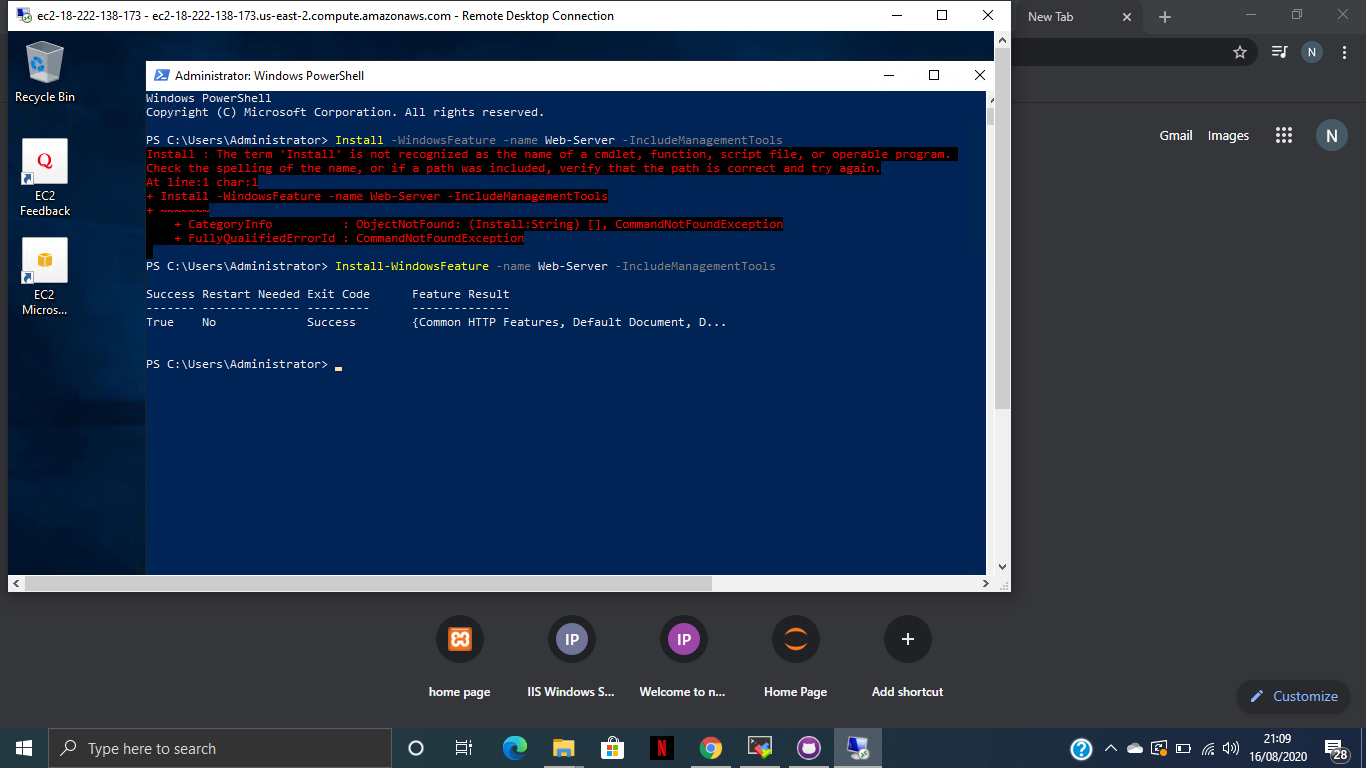 ec2-18-222-138-173 - ec2-18-222-138-173.us-east-2.compute.amazonaws.com - Remote Desktop Connection
New Tab
N
Recycle Bin
Administrator: Windows PowerShell
Windows PowerShell
Copyright (C) Microsoft Corporation. All rights reserved.
PS C:\Users\Administrator> Install -WindowsFeature -name Web-Server -IncludeManagementTools
Install : The term 'Install' is not recognized as the name of a cmdlet, function, script file, or operable program.
Check the spelling of the name, or if a path was included, verify that the path is correct and try again.
At line:1 char:1
+ Install -WindowsFeature -name Web-Server -IncludeManagementTools
+ ~~~~~~~
+ CategoryInfo : ObjectNotFound: (Install:String) [], CommandNotFoundException
+ FullyQualifiedErrorId : CommandNotFoundException
PS C:\Users\Administrator> Install-WindowsFeature -name Web-Server -IncludeManagementTools
Success Restart Needed Exit Code Feature Result
------- -------------- --------- --------------
True No Success {Common HTTP Features, Default Document, D...
PS C:\Users\Administrator>
Q
EC2
Feedback
EC2
Micros...
Gmail Images N
IP IP
home page IIS Windows S... Welcome to n... Home Page Add shortcut
Customize
Type here to search
N
21:09
16/08/2020
28